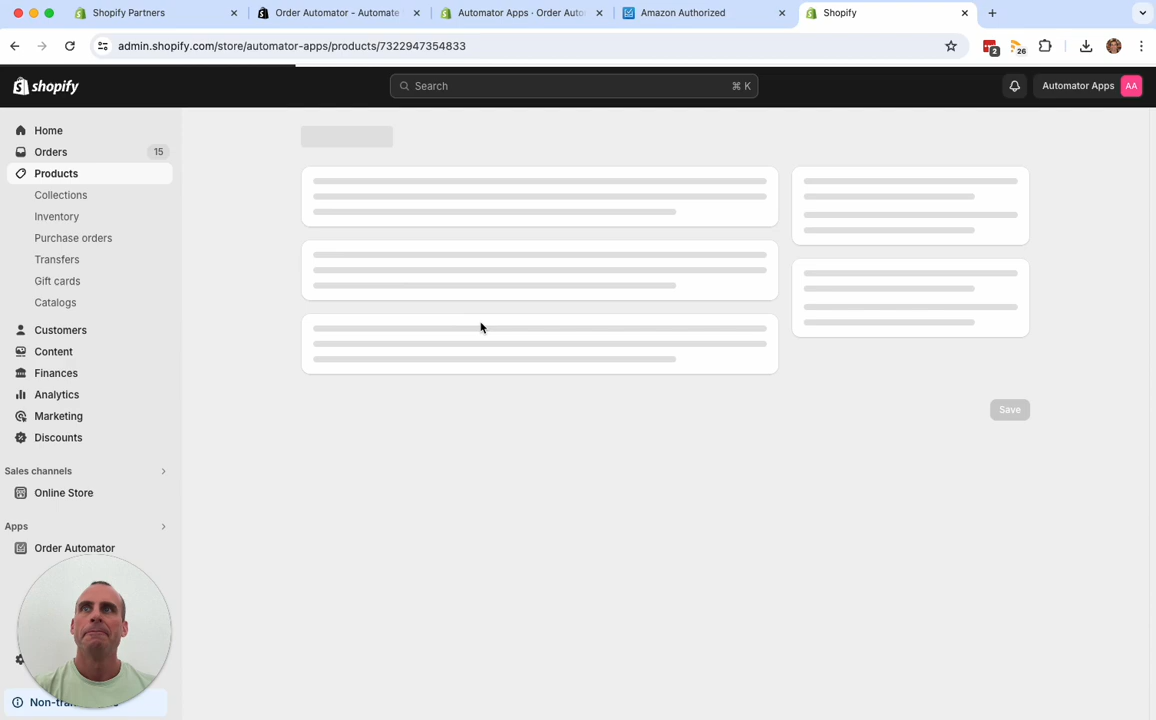 Shopify Partners
Order Automator - Automate
Automator Apps · Order Auto
Amazon Authorized
Shopify
admin.shopify.com/store/automator-apps/products/7322947354833
2
26
shopify
Search
⌘ K
Automator Apps
AA
Home
Orders
15
Products
Collections
Inventory
Purchase orders
Transfers
Gift cards
Catalogs
Customers
Content
Finances
Analytics
Marketing
Discounts
Save
Sales channels
Online Store
Apps
Order Automator